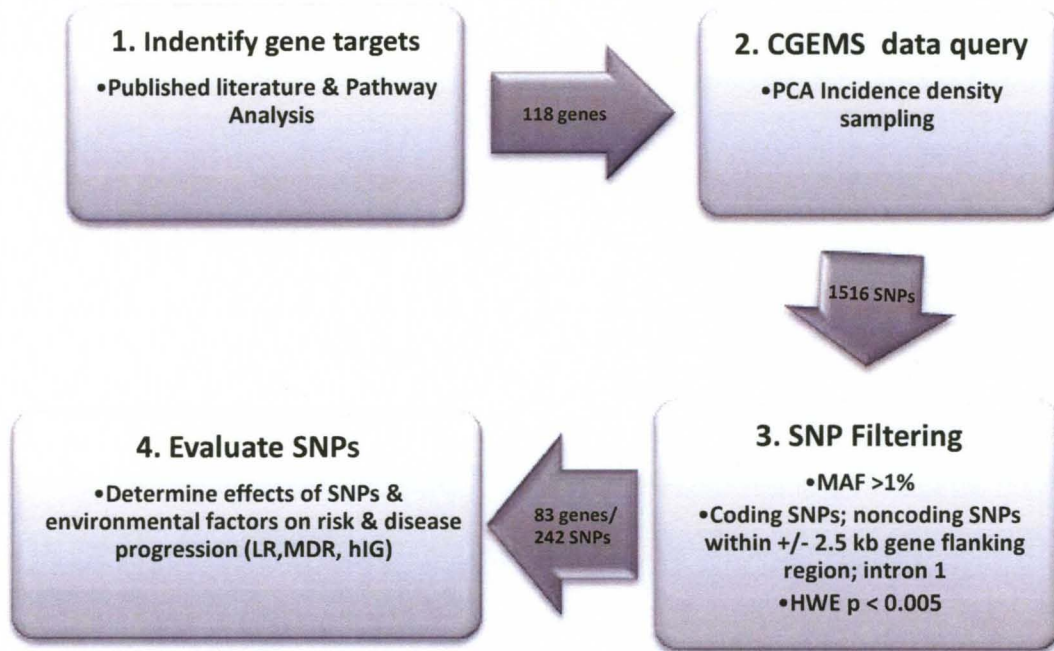 1. Indentify gene targets
•Published literature & Pathway
Analysis
118 genes
2. CGEMS data query
•PCA Incidence density
sampling
1516 SNPs
3. SNP Filtering
•MAF >1%
•Coding SNPs; noncoding SNPs
within +/- 2.5 kb gene flanking
region; intron 1
•HWE p < 0.005
83 genes/
242 SNPs
4. Evaluate SNPs
•Determine effects of SNPs &
environmental factors on risk & disease
progression (LR,MDR, hIG)